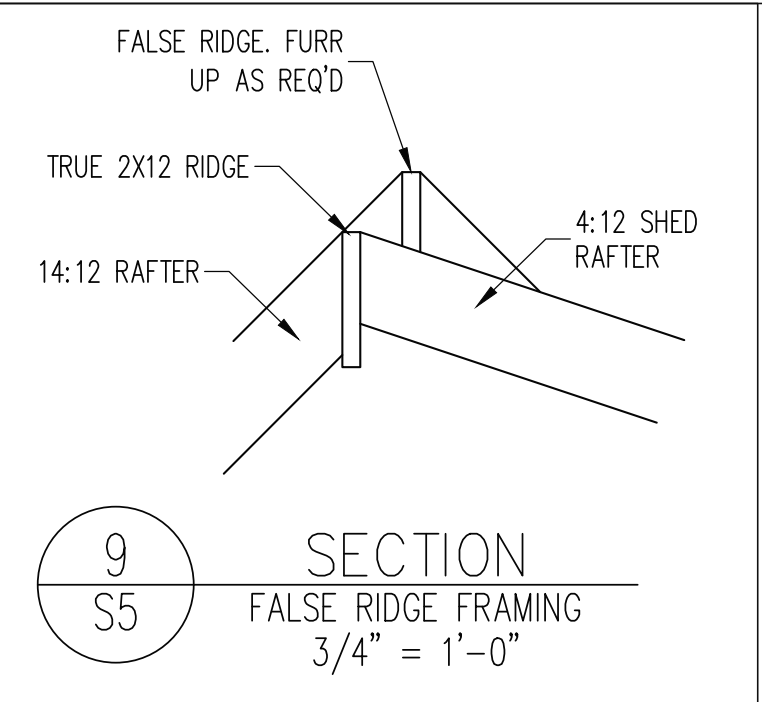 FALSE RIDGE. FURR
UP AS REQ'D
TRUE 2X12 RIDGE
4:12 SHED
RAFTER
14:12 RAFTER
9
S5
SECTION
FALSE RIDGE FRAMING
3/4" = 1'-0"